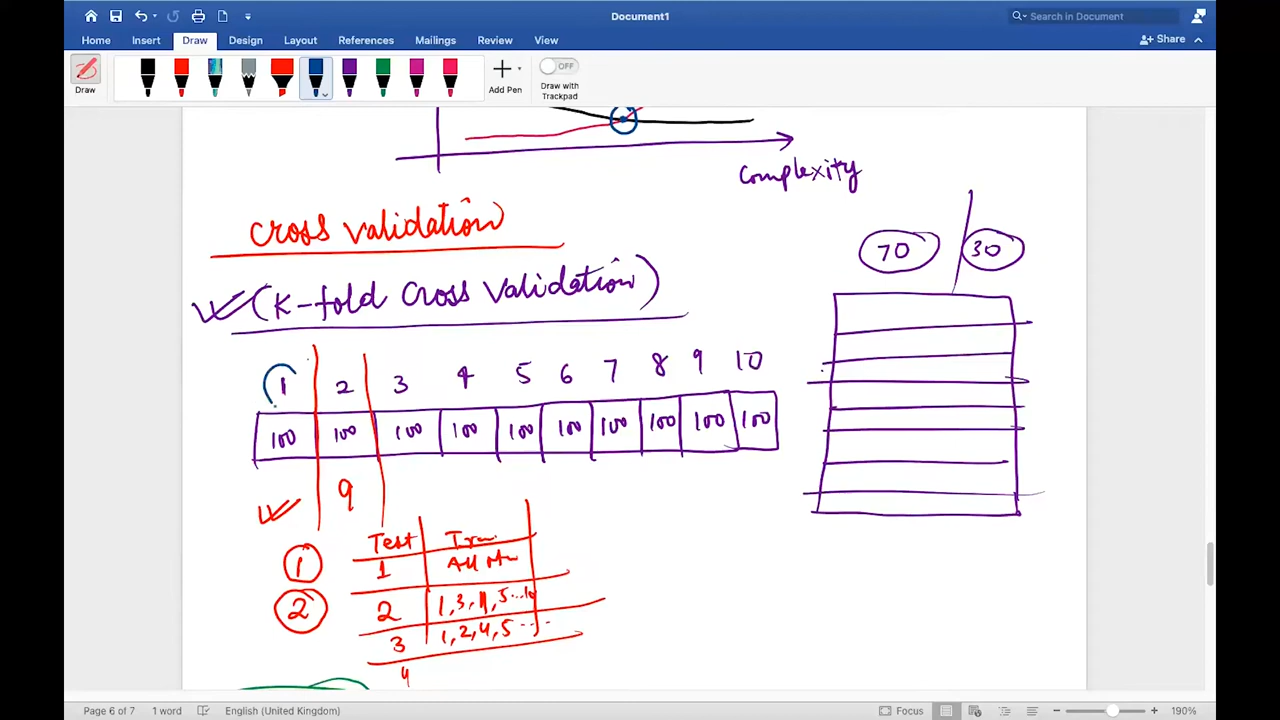 Document1
Search in Document
Home Insert Draw Design Layout References Mailings Review View
Share
Draw
Add Pen
OFF
Draw with
Trackpad
Complexity
Cross validation
70 30
(K-fold Cross Validation)
1 2 3 4 5 6 7 8 9 10
100 100 100 100 100 100 100 100 100 100
9
Test
1 1 All
2 2 1,3,4,5...10
3 1,2,4,5...
4
Page 6 of 7 1 word English (United Kingdom) Focus 190%